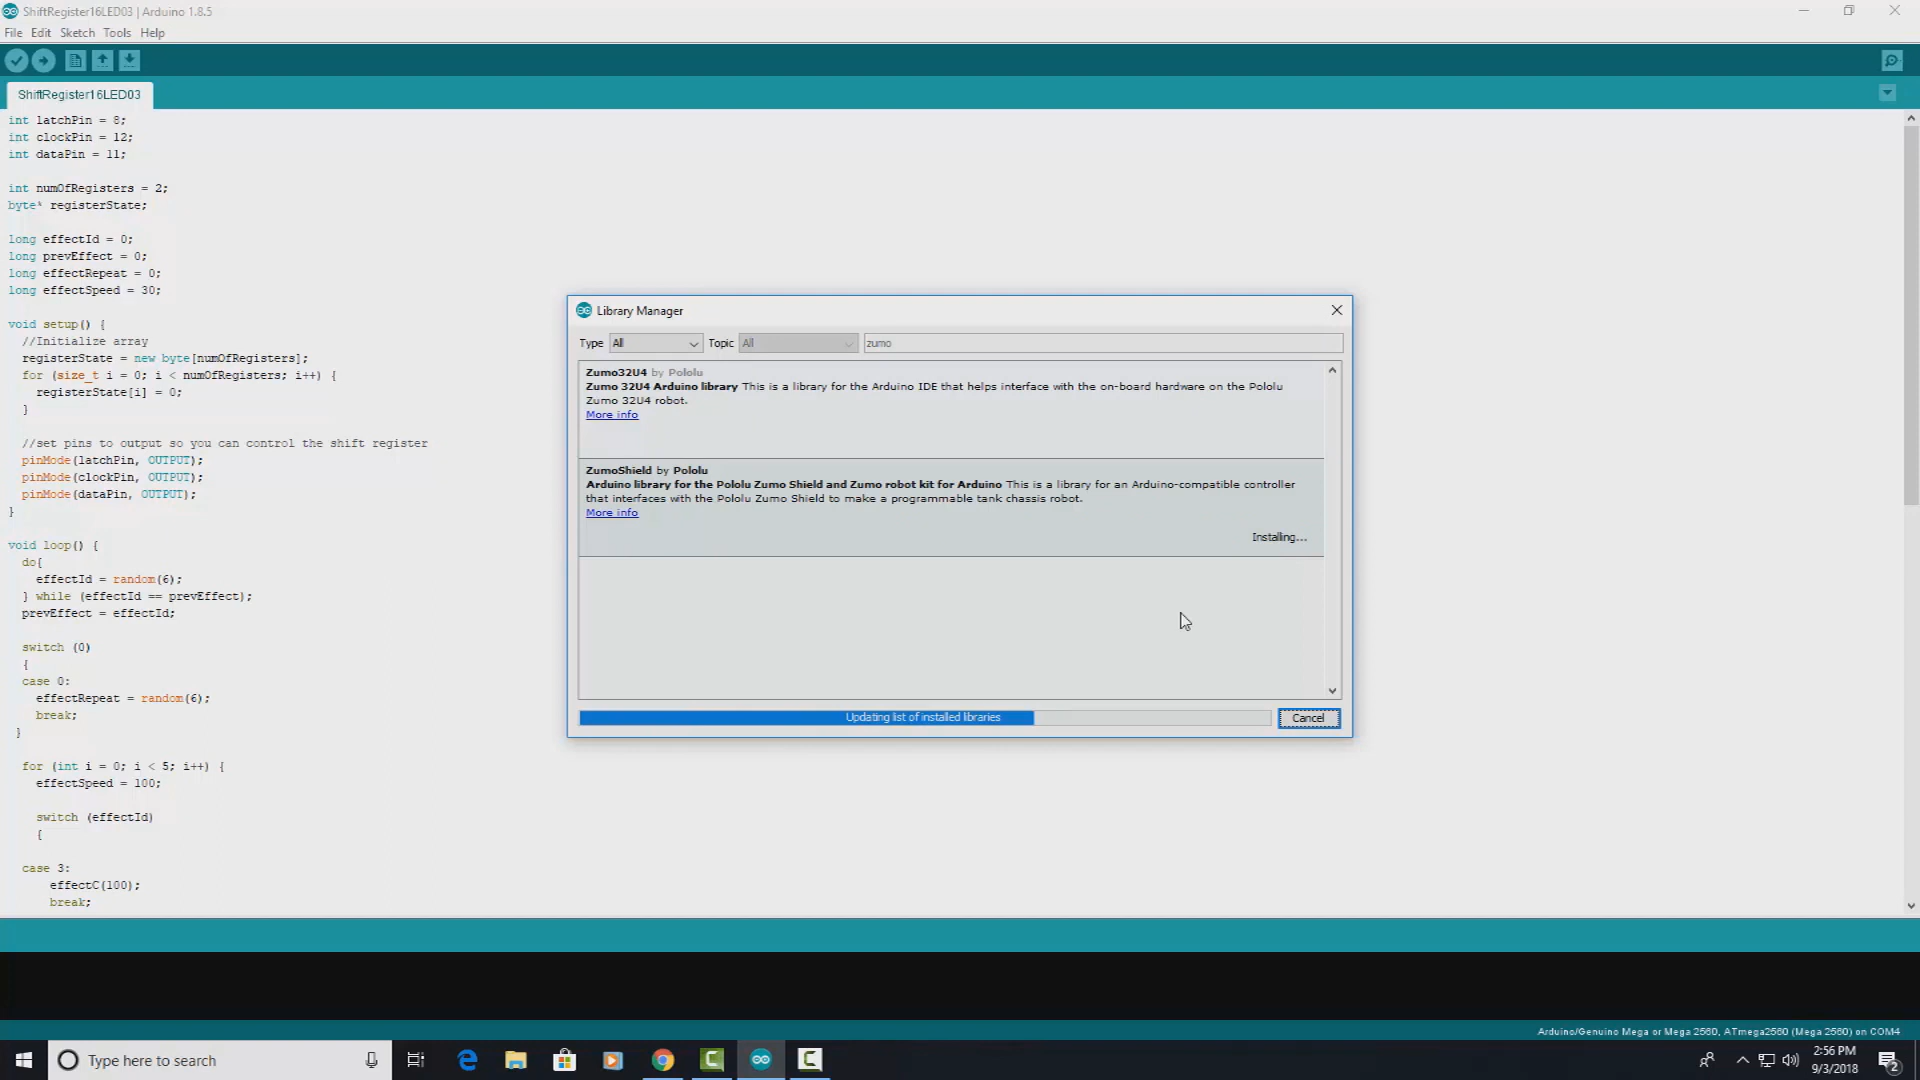 ShiftRegister16LED03 | Arduino 1.8.5
File Edit Sketch Tools Help
ShiftRegister16LED03
int latchPin = 8;
int clockPin = 12;
int dataPin = 11;
int numOfRegisters = 2;
byte* registerState;
long effectId = 0;
long prevEffect = 0;
long effectRepeat = 0;
long effectSpeed = 30;
void setup() {
//Initialize array
registerState = new byte[numOfRegisters];
for (size_t i = 0; i < numOfRegisters; i++) {
registerState[i] = 0;
}
//set pins to output so you can control the shift register
pinMode(latchPin, OUTPUT);
pinMode(clockPin, OUTPUT);
pinMode(dataPin, OUTPUT);
}
void loop() {
do{
effectId = random(6);
} while (effectId == prevEffect);
prevEffect = effectId;
switch (0)
{
case 0:
effectRepeat = random(6);
break;
}
for (int i = 0; i < 5; i++) {
effectSpeed = 100;
switch (effectId)
{
case 3:
effectC(100);
break;
Library Manager
Type All Topic All zumo
Zumo32U4 by Pololu
Zumo 32U4 Arduino library This is a library for the Arduino IDE that helps interface with the on-board hardware on the Pololu
Zumo 32U4 robot.
More info
ZumoShield by Pololu
Arduino library for the Pololu Zumo Shield and Zumo robot kit for Arduino This is a library for an Arduino-compatible controller
that interfaces with the Pololu Zumo Shield to make a programmable tank chassis robot.
More info
Installing...
Updating list of installed libraries
Cancel
Arduino/Genuino Mega or Mega 2560, ATmega2560 (Mega 2560) on COM4
Type here to search
2:56 PM
9/3/2018
2